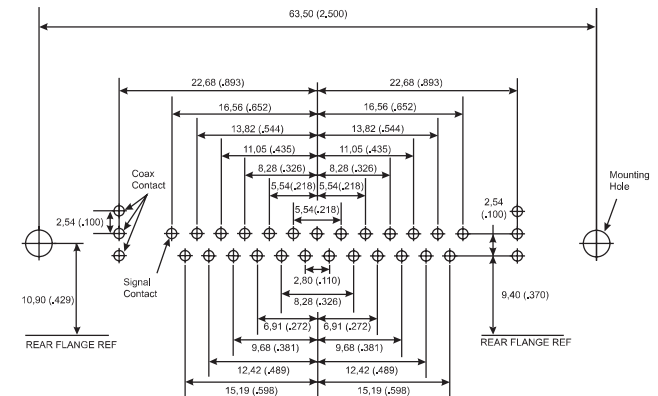 63,50 (2.500)
22,68 (.893) 22,68 (.893)
16,56 (.652) 16,56 (.652)
13,82 (.544) 13,82 (.544)
11,05 (.435) 11,05 (.435)
8,28 (.326) 8,28 (.326)
5,54(.218) 5,54(.218)
5,54(.218)
Coax
Contact
2,54 (.100)
2,54
(.100)
Mounting
Hole
Signal
Contact
2,80 (.110)
8,28 (.326)
10,90 (.429)
9,40 (.370)
6,91 (.272) 6,91 (.272)
REAR FLANGE REF REAR FLANGE REF
9,68 (.381) 9,68 (.381)
12,42 (.489) 12,42 (.489)
15,19 (.598) 15,19 (.598)